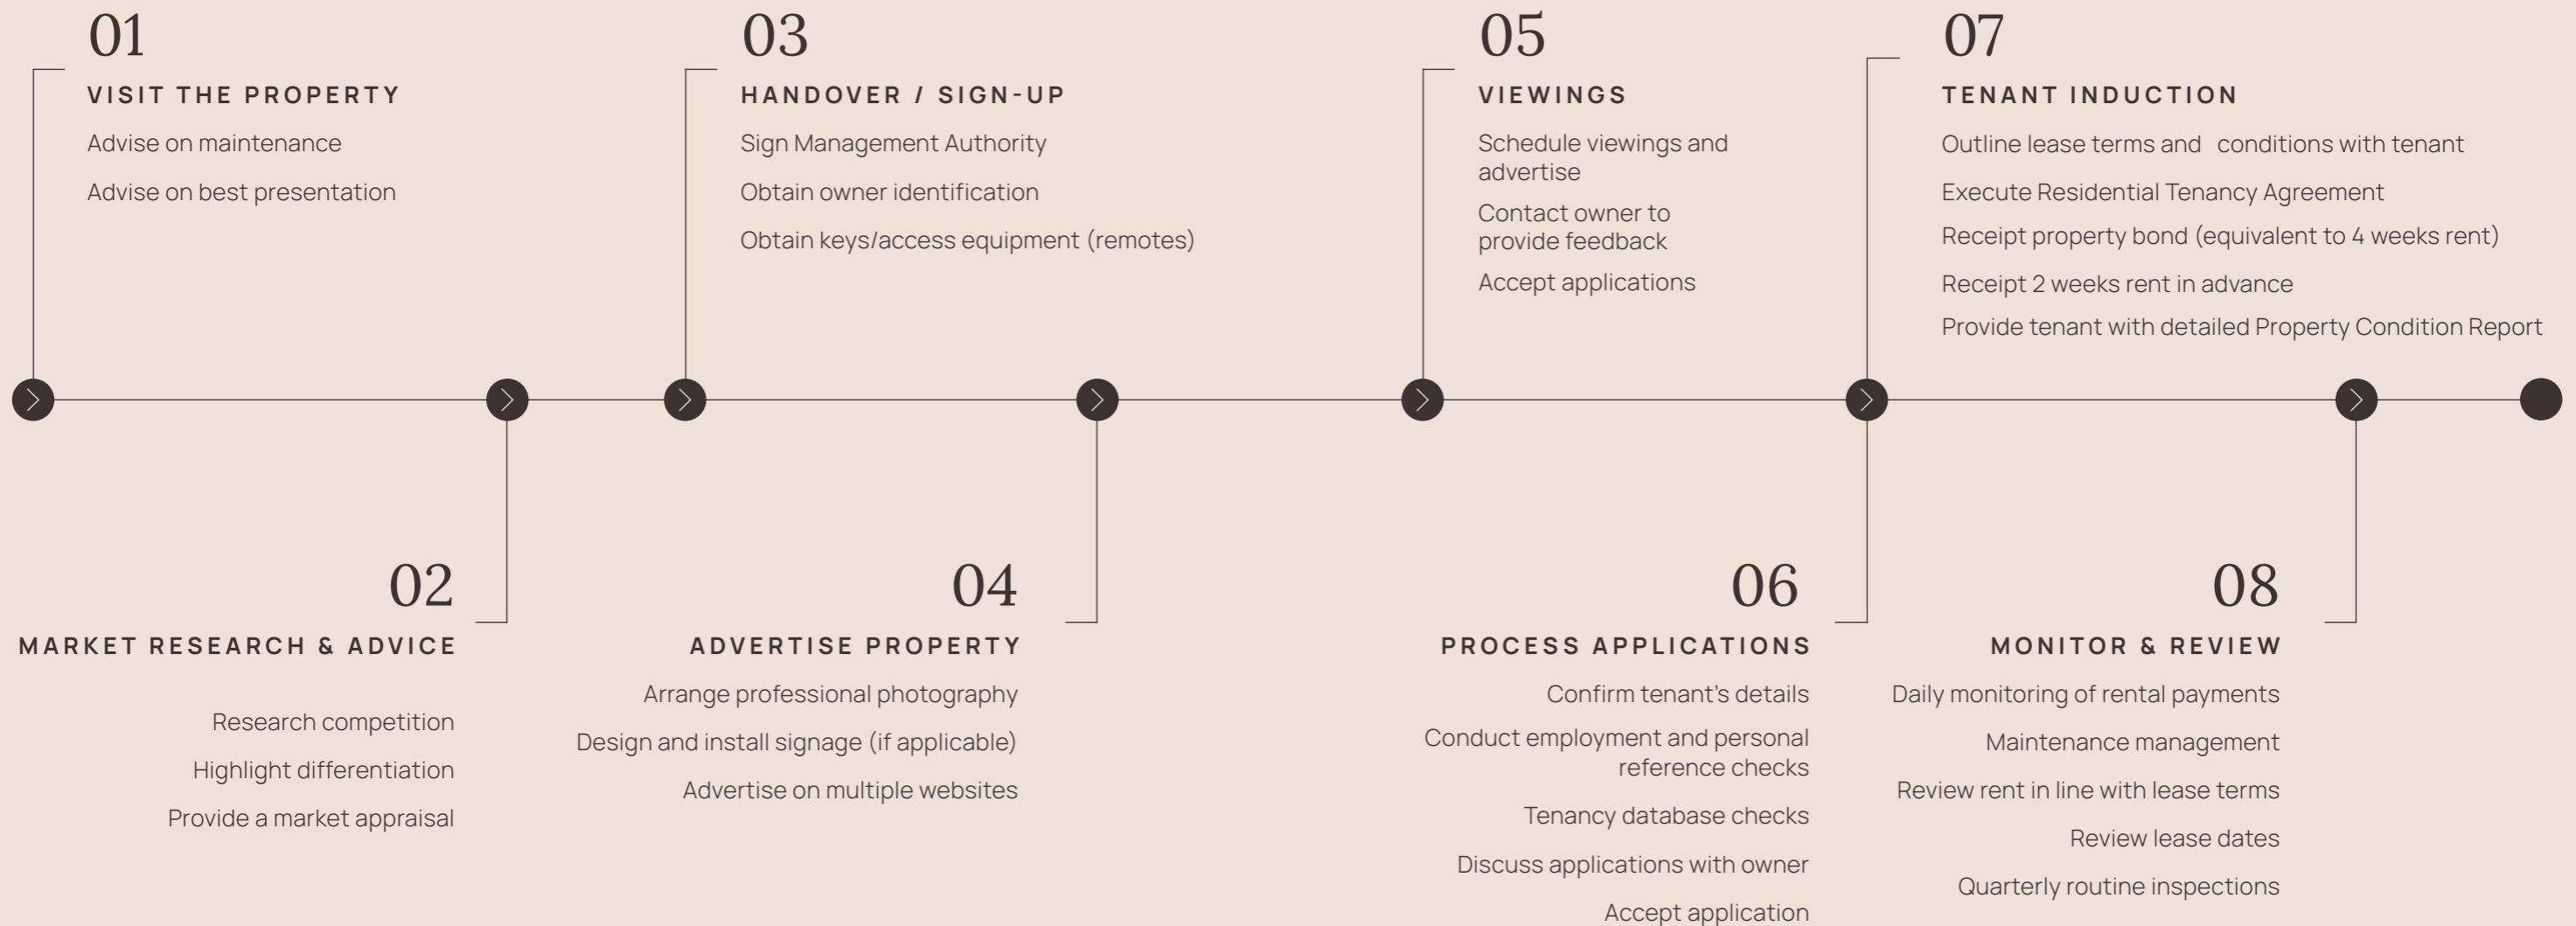 01
VISIT THE PROPERTY
Advise on maintenance
Advise on best presentation
03
HANDOVER / SIGN-UP
Sign Management Authority
Obtain owner identification
Obtain keys/access equipment (remotes)
05
VIEWINGS
Schedule viewings and
advertise
Contact owner to
provide feedback
Accept applications
07
TENANT INDUCTION
Outline lease terms and conditions with tenant
Execute Residential Tenancy Agreement
Receipt property bond (equivalent to 4 weeks rent)
Receipt 2 weeks rent in advance
Provide tenant with detailed Property Condition Report
02
MARKET RESEARCH & ADVICE
Research competition
Highlight differentiation
Provide a market appraisal
04
ADVERTISE PROPERTY
Arrange professional photography
Design and install signage (if applicable)
Advertise on multiple websites
06
PROCESS APPLICATIONS
Confirm tenant’s details
Conduct employment and personal
reference checks
Tenancy database checks
Discuss applications with owner
Accept application
08
MONITOR & REVIEW
Daily monitoring of rental payments
Maintenance management
Review rent in line with lease terms
Review lease dates
Quarterly routine inspections